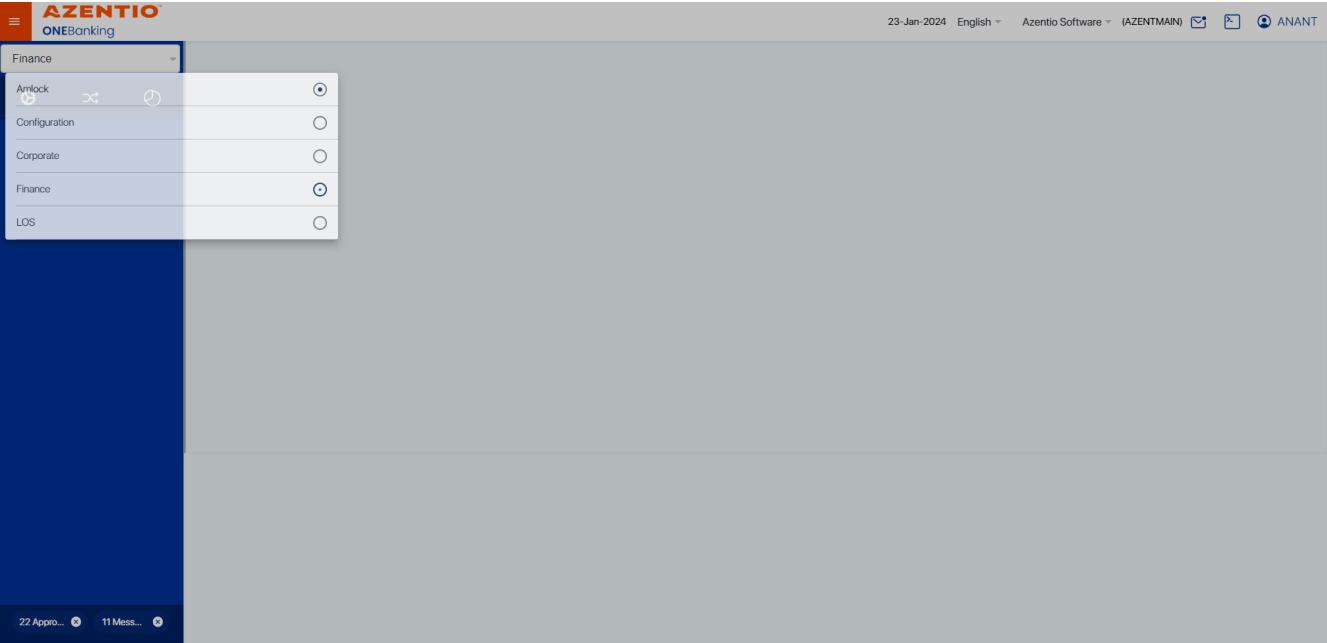 AZENTIO
ONEBanking
23-Jan-2024 English Azentio Software (AZENTMAIN) ANANT
Finance
Amlock
Configuration
Corporate
Finance
LOS
22 Appro... 11 Mess...